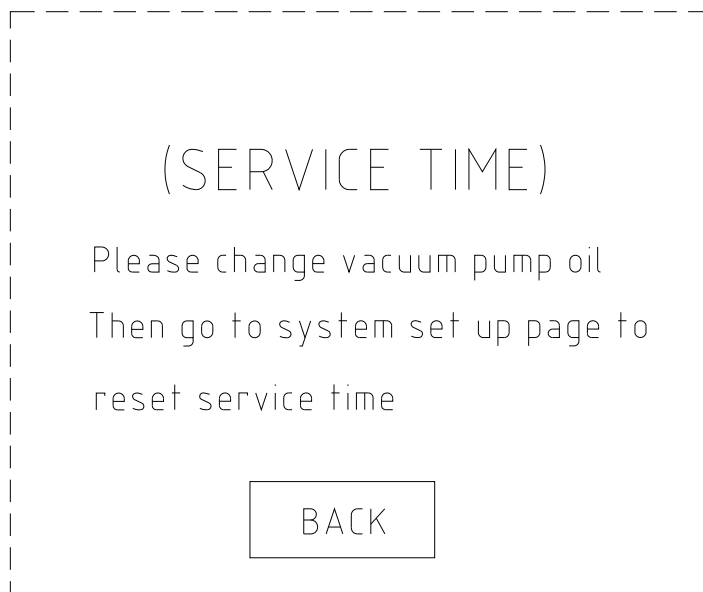 (SERVICE TIME)
Please change vacuum pump oil
Then go to system set up page to
reset service time
BACK